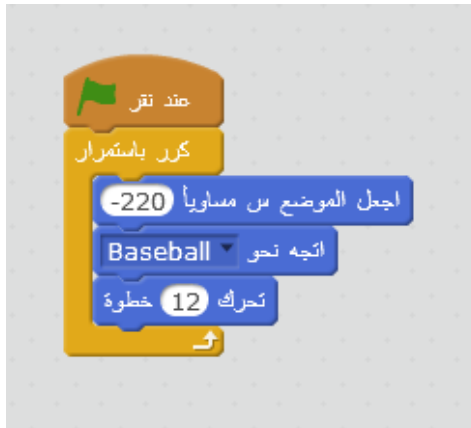 عند نقر
كرر باستمرار
اجعل الموضع س مساوياً 220-
اتجه نحو Baseball
تحرك 12 خطوة